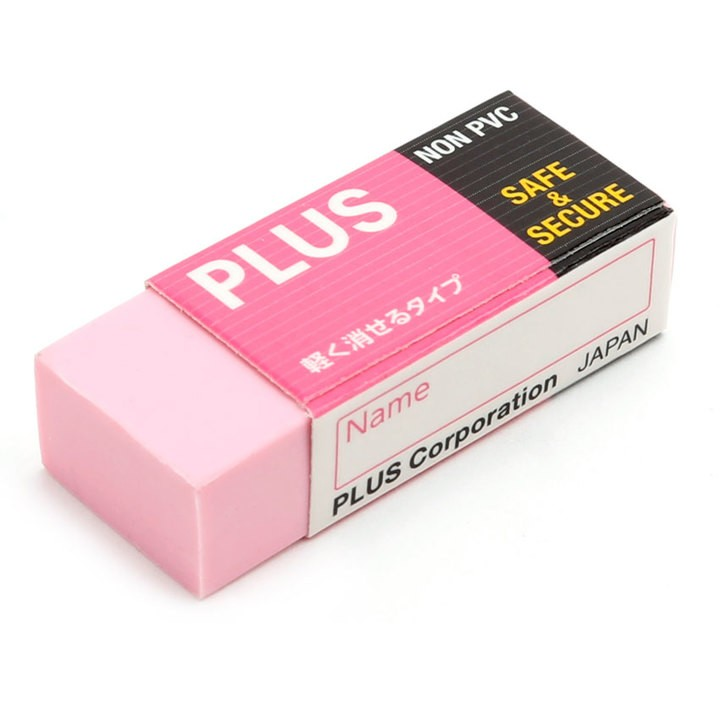 PLUS
軽く消せるタイプ
NON PVC
SAFE
&
SECURE
Name
PLUS Corporation JAPAN